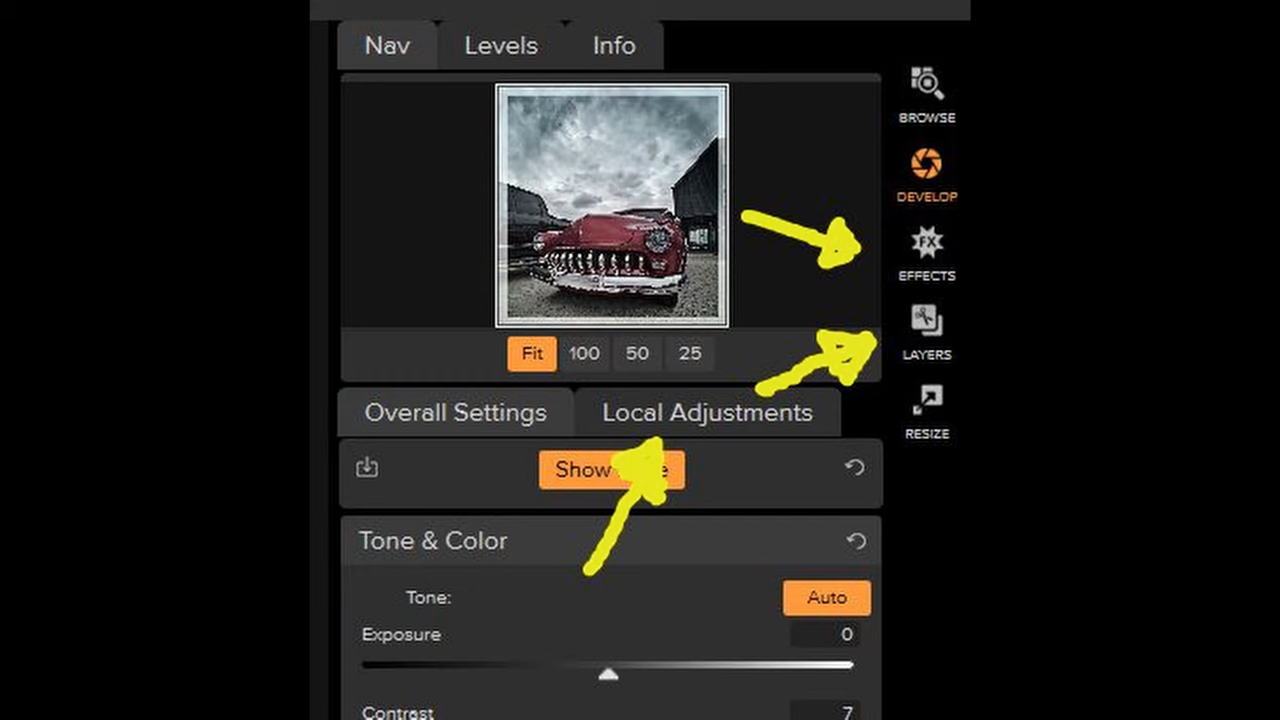 Nav Levels Info
BROWSE
DEVELOP
FX
EFFECTS
LAYERS
RESIZE
Fit 100 50 25
Overall Settings Local Adjustments
Show
Tone & Color
Tone: Auto
Exposure 0
Contrast 7